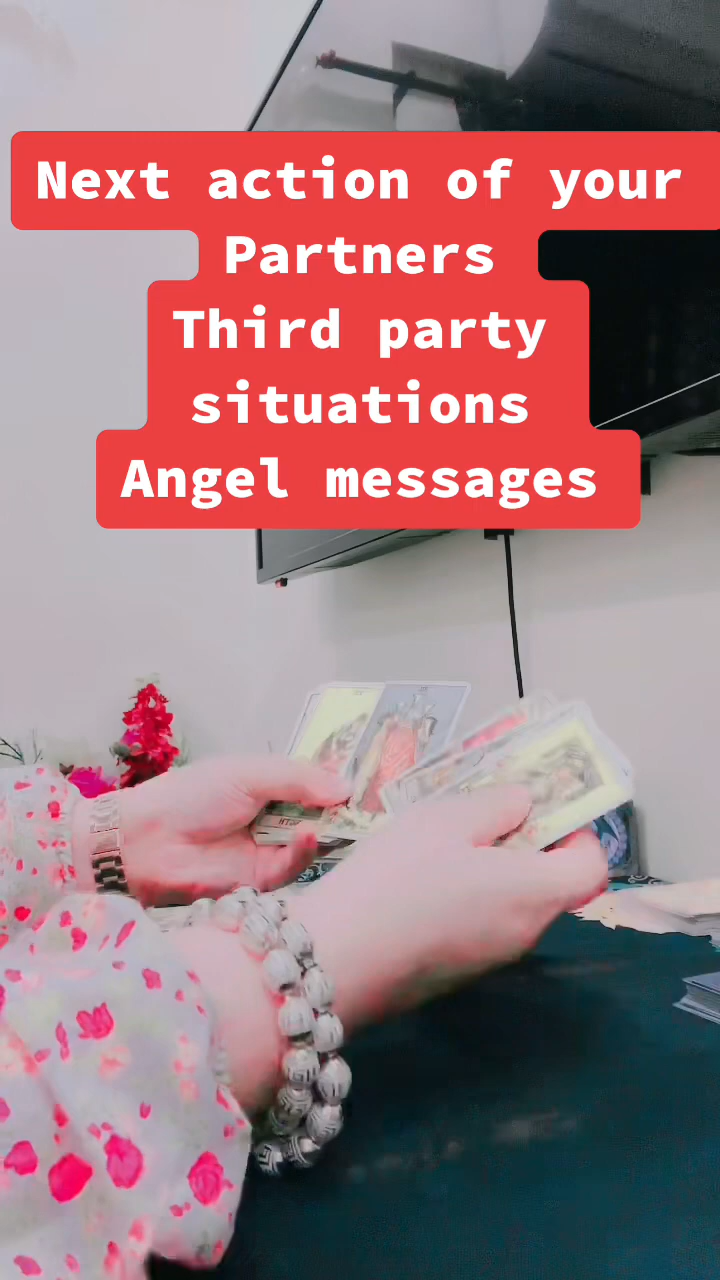 Next action of your
Partners
Third party
situations
Angel messages